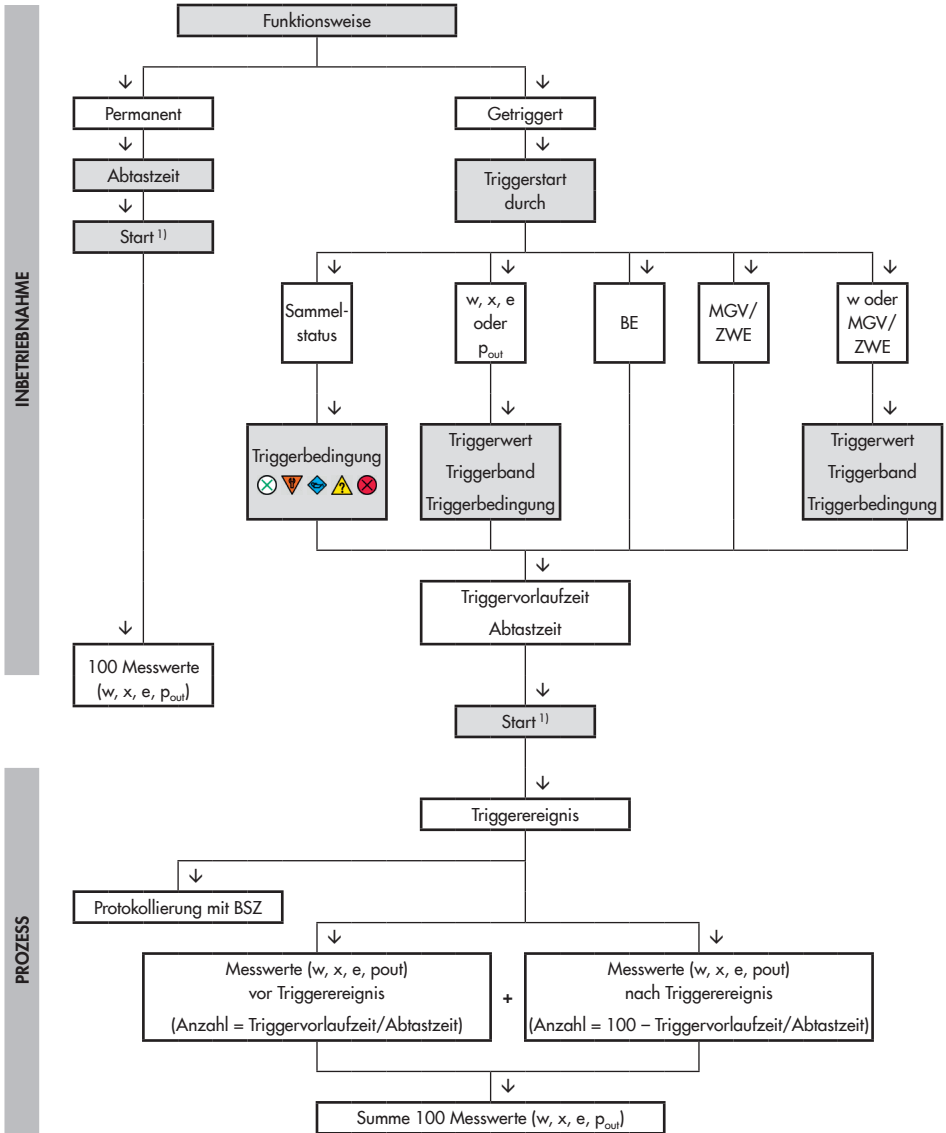 INBETRIEBNAHME
Funktionsweise
Permanent
Abtastzeit
Start 1)
100 Messwerte
(w, x, e, pout)
Getriggert
Triggerstart
durch
Sammel-
status
Triggerbedingung
?
w, x, e
oder
pout
Triggerwert
Triggerband
Triggerbedingung
BE
MGV/
ZWE
w oder
MGV/
ZWE
Triggerwert
Triggerband
Triggerbedingung
Triggervorlaufzeit
Abtastzeit
Start 1)
PROZESS
Triggerereignis
Protokollierung mit BSZ
Messwerte (w, x, e, pout)
vor Triggerereignis
(Anzahl = Triggervorlaufzeit/Abtastzeit)
+
Messwerte (w, x, e, pout)
nach Triggerereignis
(Anzahl = 100 – Triggervorlaufzeit/Abtastzeit)
Summe 100 Messwerte (w, x, e, pout)